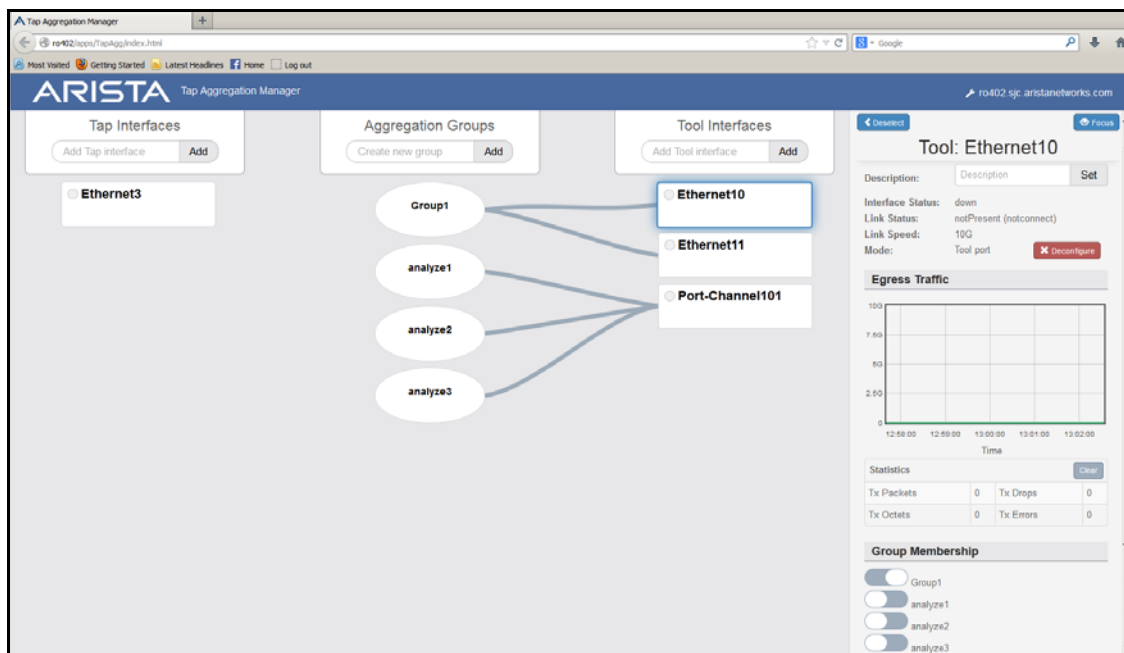 Tap Aggregation Manager
+
ro402/apps/TapAgg/index.html
Google
Most Visited Getting Started Latest Headlines Home Log out
ARISTA Tap Aggregation Manager
ro402.sjc.aristanetworks.com
Tap Interfaces
Add Tap interface Add
Ethernet3
Aggregation Groups
Create new group Add
Group1
analyze1
analyze2
analyze3
Tool Interfaces
Add Tool interface Add
Ethernet10
Ethernet11
Port-Channel101
Deselect Focus
Tool: Ethernet10
Description: Description Set
Interface Status: down
Link Status: notPresent (notconnect)
Link Speed: 10G
Mode: Tool port Deconfigure
Egress Traffic
10G
7.5G
5G
2.5G
0
12:58:00 12:59:00 13:00:00 13:01:00 13:02:00
Time
Statistics Clear
Tx Packets 0 Tx Drops 0
Tx Octets 0 Tx Errors 0
Group Membership
Group1
analyze1
analyze2
analyze3